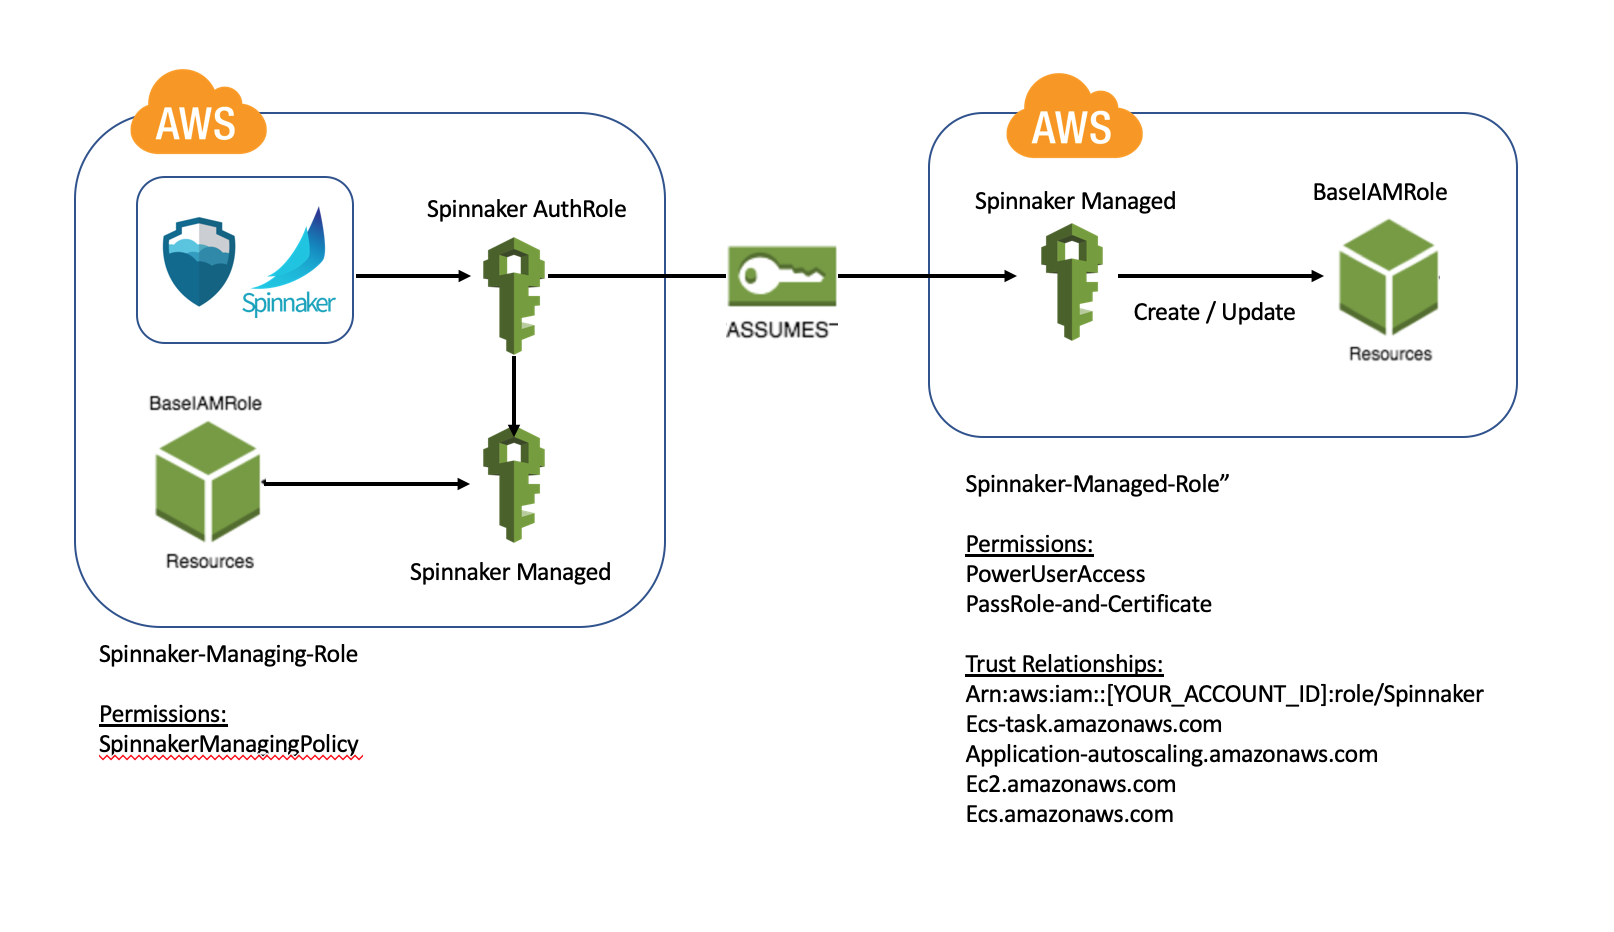 AWS
Spinnaker AuthRole
Spinnaker
BaseIAMRole
Resources
Spinnaker Managed
ASSUMES
AWS
Spinnaker Managed
BaseIAMRole
Create / Update
Resources
Spinnaker-Managing-Role
Permissions:
SpinnakerManagingPolicy
Spinnaker-Managed-Role”
Permissions:
PowerUserAccess
PassRole-and-Certificate
Trust Relationships:
Arn:aws:iam::[YOUR_ACCOUNT_ID]:role/Spinnaker
Ecs-task.amazonaws.com
Application-autoscaling.amazonaws.com
Ec2.amazonaws.com
Ecs.amazonaws.com